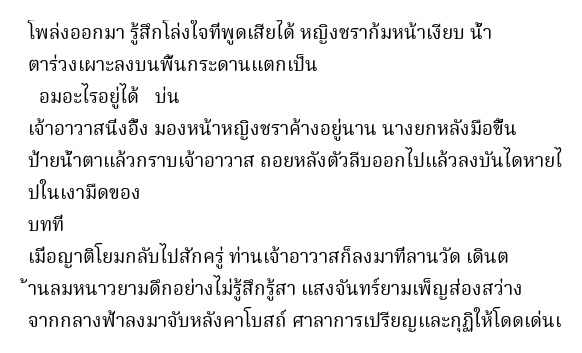 โพล่งออกมา รู้สึกโล่งใจที่พูดเสียได้ หญิงชราก้มหน้าเงียบ น้ำ
ตาร่วงเผาะลงบนพื้นกระดานแตกเป็น
อมอะไรอยู่ได้ บ่น
เจ้าอาวาสนึ่งอึ้ง มองหน้าหญิงชราค้างอยู่นาน นางยกหลังมือขึ้น
ป้ายน้ำตาแล้วกราบเจ้าอาวาส ถอยหลังตัวลีบออกไปแล้วลงบันไดหายไ
ปในเงามืดของ
บทที่
เมื่อญาติโยมกลับไปสักครู่ ท่านเจ้าอาวาสก็ลงมาที่ลานวัด เดินต
้านลมหนาวยามดึกอย่างไม่รู้สึกรู้สา แสงจันทร์ยามเพ็ญส่องสว่าง
จากกลางฟ้าลงมาจับหลังคาโบสถ์ ศาลาการเปรียญและกุฏิให้โดดเด่นเ